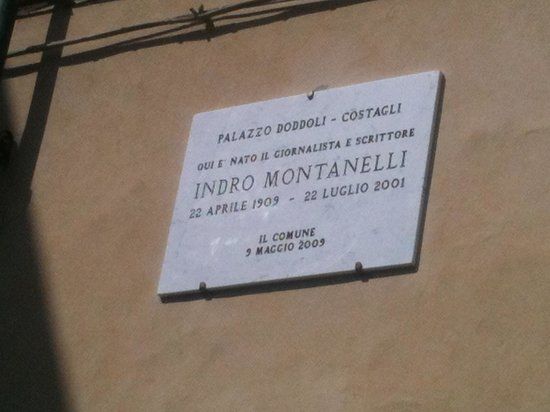 PALAZZO DODDOLI - COSTAGLI
QUI E' NATO IL GIORNALISTA E SCRITTORE
INDRO MONTANELLI
22 APRILE 1909 - 22 LUGLIO 2001
IL COMUNE
9 MAGGIO 2009